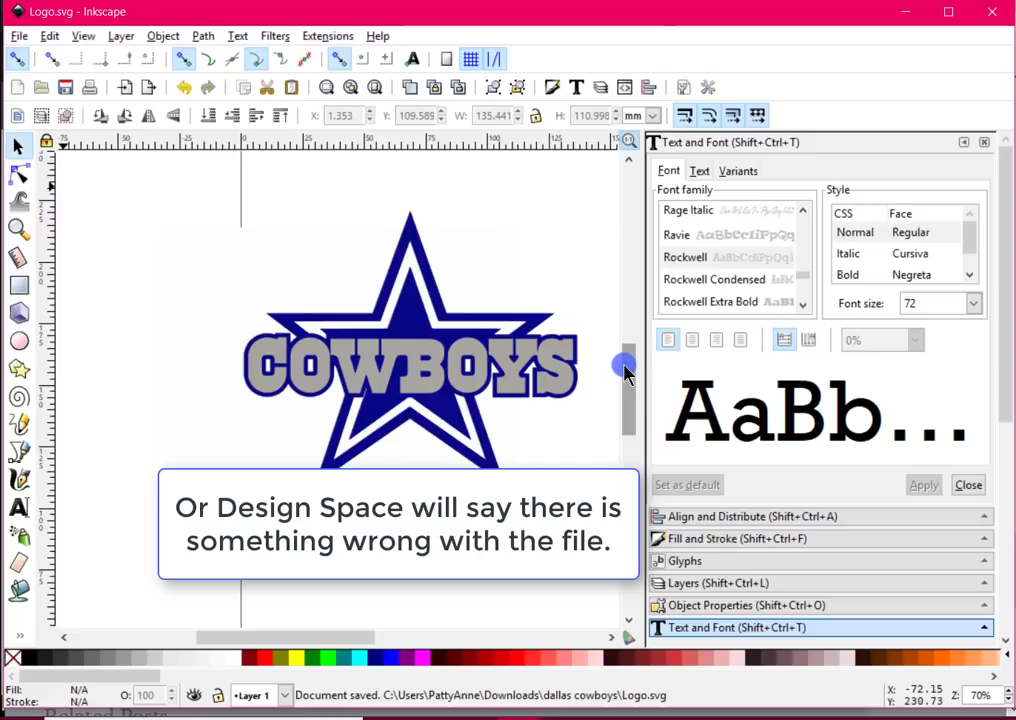 Logo.svg - Inkscape
File Edit View Layer Object Path Text Filters Extensions Help
X: 1.353 Y: 109.589 W: 135.441 H: 110.998 mm
Text and Font (Shift+Ctrl+T)
Font Text Variants
Font family Style
Rage Italic
Ravie AaBbCcIiPpQq
Rockwell AaBbCcIiPpQq1
Rockwell Condensed
Rockwell Extra Bold AaB1
CSS Face
Normal Regular
Italic Cursiva
Bold Negreta
Font size: 72
0%
AaBb...
Set as default Apply Close
Align and Distribute (Shift+Ctrl+A)
Fill and Stroke (Shift+Ctrl+F)
Glyphs
Layers (Shift+Ctrl+L)
Object Properties (Shift+Ctrl+O)
Text and Font (Shift+Ctrl+T)
COWBOYS
Or Design Space will say there is
something wrong with the file.
Fill: N/A
Stroke: N/A
O: 100
Layer 1
Document saved. C:\Users\PattyAnne\Downloads\dallas cowboys\Logo.svg
X: -72.15
Y: 230.73
Z: 70%
Related Posts